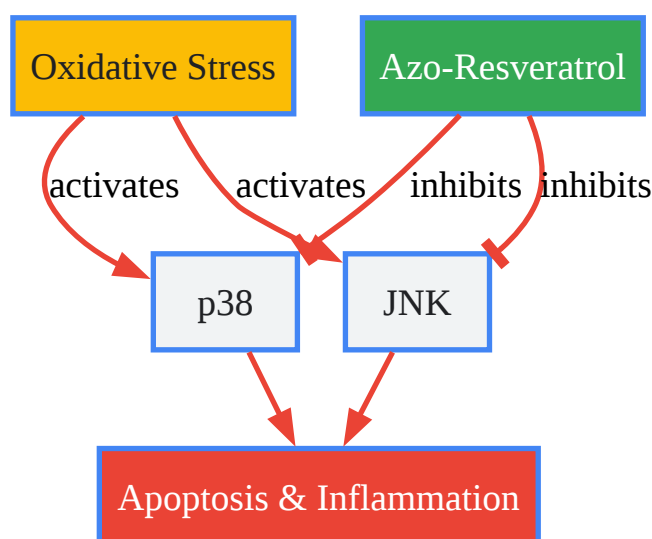 Oxidative Stress
Azo-Resveratrol
activates
activates
inhibits
inhibits
p38
JNK
Apoptosis & Inflammation